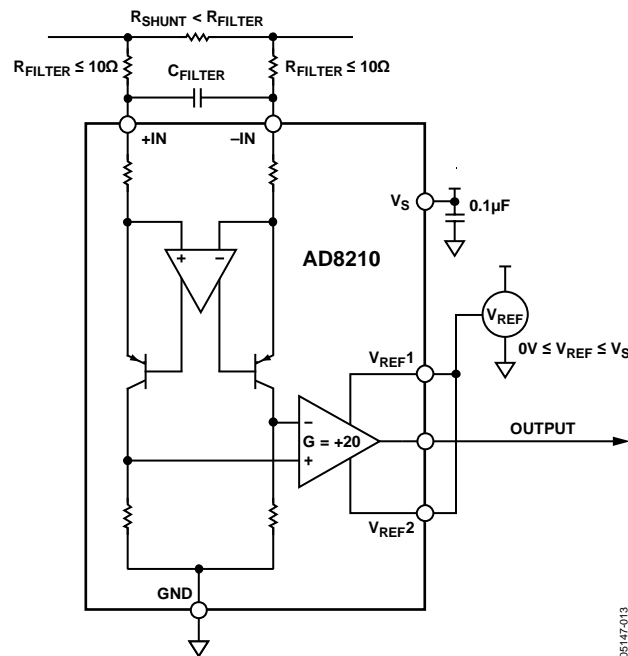 RSHUNT < RFILTER
RFILTER ≤ 10Ω
CFILTER
RFILTER ≤ 10Ω
+IN
–IN
VS
0.1µF
+
–
AD8210
VREF
0V ≤ VREF ≤ VS
VREF1
–
G = +20
+
OUTPUT
VREF2
GND
05147-013